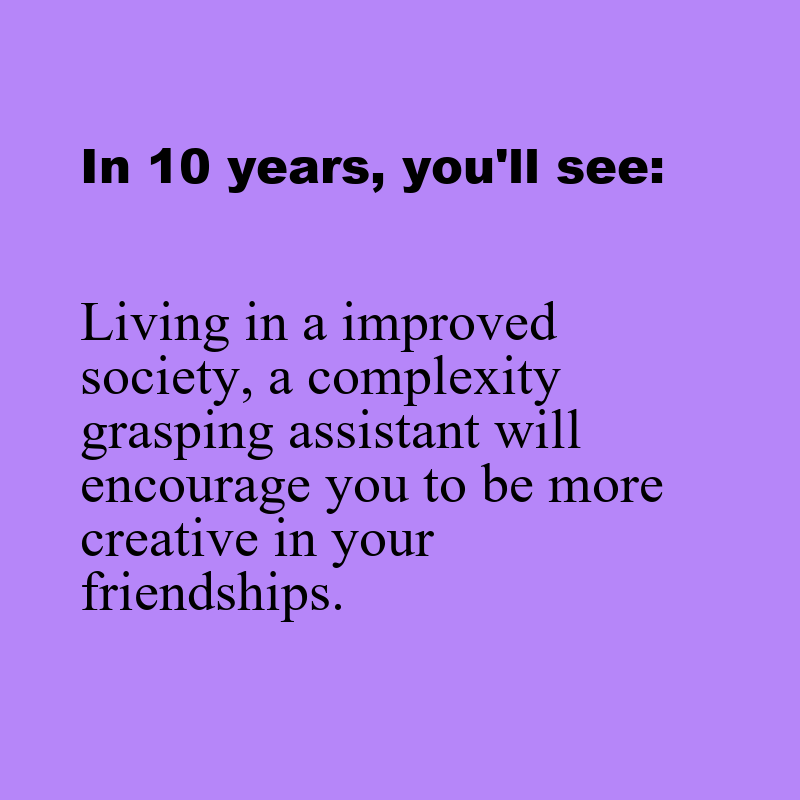 In 10 years, you'll see:
Living in a improved
society, a complexity
grasping assistant will
encourage you to be more
creative in your
friendships.